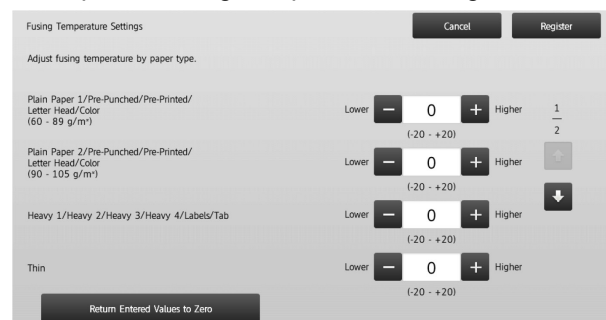 Fusing Temperature Settings
Cancel
Register
Adjust fusing temperature by paper type.
Plain Paper 1/Pre-Punched/Pre-Printed/
Letter Head/Color
(60 - 89 g/m²)
Lower − 0 + Higher
(-20 - +20)
1
2
Plain Paper 2/Pre-Punched/Pre-Printed/
Letter Head/Color
(90 - 105 g/m²)
Lower − 0 + Higher
(-20 - +20)
Heavy 1/Heavy 2/Heavy 3/Heavy 4/Labels/Tab
Lower − 0 + Higher
(-20 - +20)
Thin
Lower − 0 + Higher
(-20 - +20)
Return Entered Values to Zero